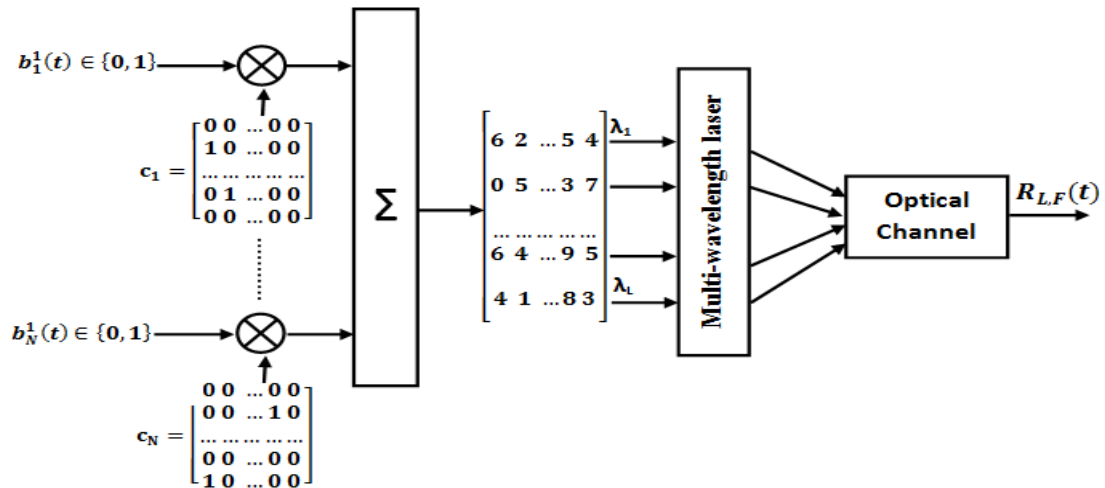 b₁¹(t) ∈ {0, 1}
0 0 ... 0 0
1 0 ... 0 0
c₁ = ... ... ... ... ...
0 1 ... 0 0
0 0 ... 0 0
b_N¹(t) ∈ {0, 1}
0 0 ... 0 0
0 0 ... 1 0
c_N = ... ... ... ... ...
0 0 ... 0 0
1 0 ... 0 0
Σ
6 2 ... 5 4 λ₁
0 5 ... 3 7
... ... ... ... ...
6 4 ... 9 5
4 1 ... 8 3 λ_L
Multi-wavelength laser
Optical
Channel
R_{L,F}(t)